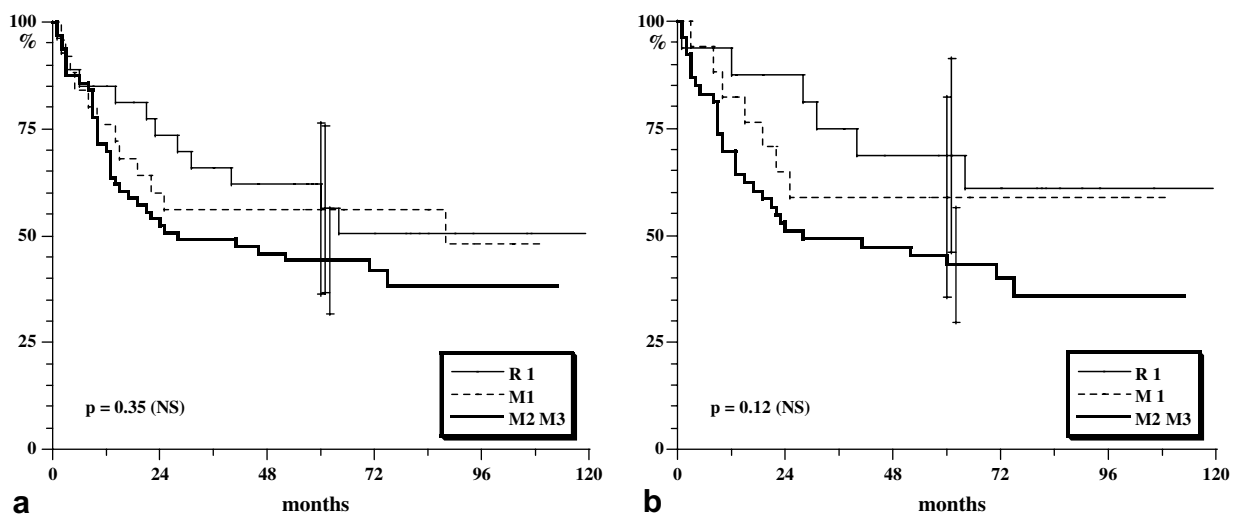 100
%
75
50
25
0
0 24 48 72 96 120
months
R 1
M1
M2 M3
p = 0.35 (NS)
a
100
%
75
50
25
0
0 24 48 72 96 120
months
R 1
M 1
M2 M3
p = 0.12 (NS)
b